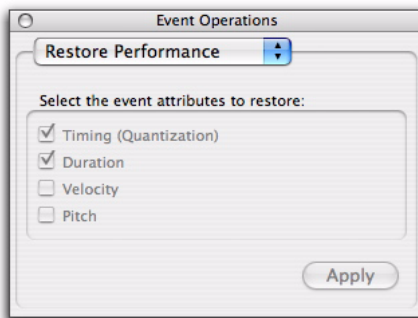 Event Operations
Restore Performance
Select the event attributes to restore:
Timing (Quantization)
Duration
Velocity
Pitch
Apply